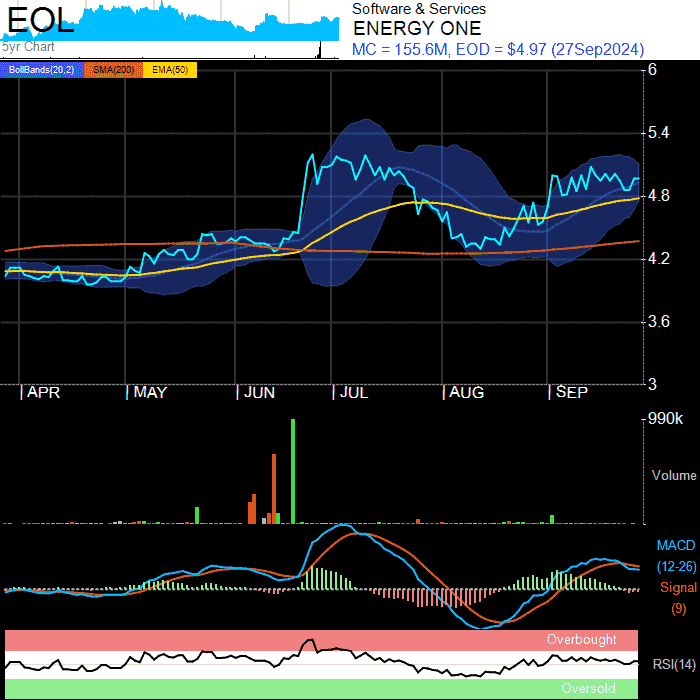 EOL
5yr Chart
Software & Services
ENERGY ONE
MC = 155.6M, EOD = $4.97 (27Sep2024)
BollBands(20,2) SMA(200) EMA(50)
6
5.4
4.8
4.2
3.6
3
APR MAY JUN JUL AUG SEP
990k
Volume
MACD
(12-26)
Signal
(9)
Overbought
RSI(14)
Oversold